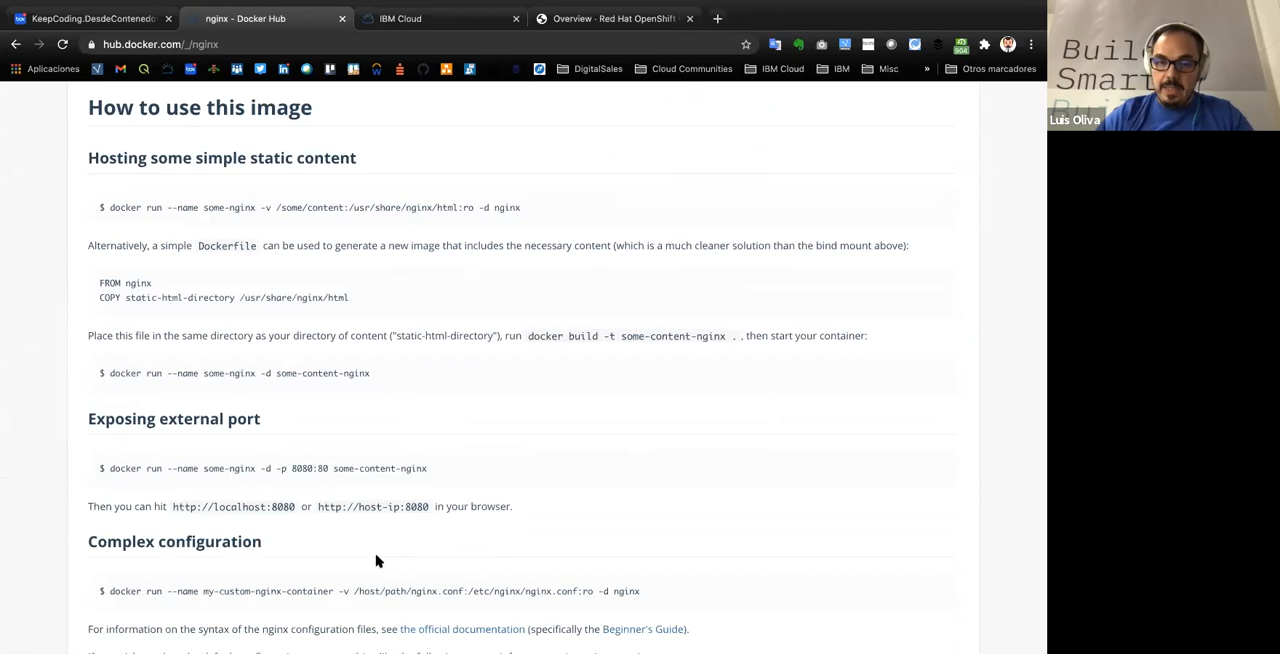 KeepCoding.DesdeContenedo
nginx - Docker Hub
IBM Cloud
Overview · Red Hat OpenShift
hub.docker.com/_/nginx
904
Aplicaciones
DigitalSales
Cloud Communities
IBM Cloud
IBM
Misc
»
Otros marcadores
Luis Oliva
How to use this image
Hosting some simple static content
$ docker run --name some-nginx -v /some/content:/usr/share/nginx/html:ro -d nginx
Alternatively, a simple Dockerfile can be used to generate a new image that includes the necessary content (which is a much cleaner solution than the bind mount above):
FROM nginx
COPY static-html-directory /usr/share/nginx/html
Place this file in the same directory as your directory of content ("static-html-directory"), run docker build -t some-content-nginx . , then start your container:
$ docker run --name some-nginx -d some-content-nginx
Exposing external port
$ docker run --name some-nginx -d -p 8080:80 some-content-nginx
Then you can hit http://localhost:8080 or http://host-ip:8080 in your browser.
Complex configuration
$ docker run --name my-custom-nginx-container -v /host/path/nginx.conf:/etc/nginx/nginx.conf:ro -d nginx
For information on the syntax of the nginx configuration files, see the official documentation (specifically the Beginner's Guide).